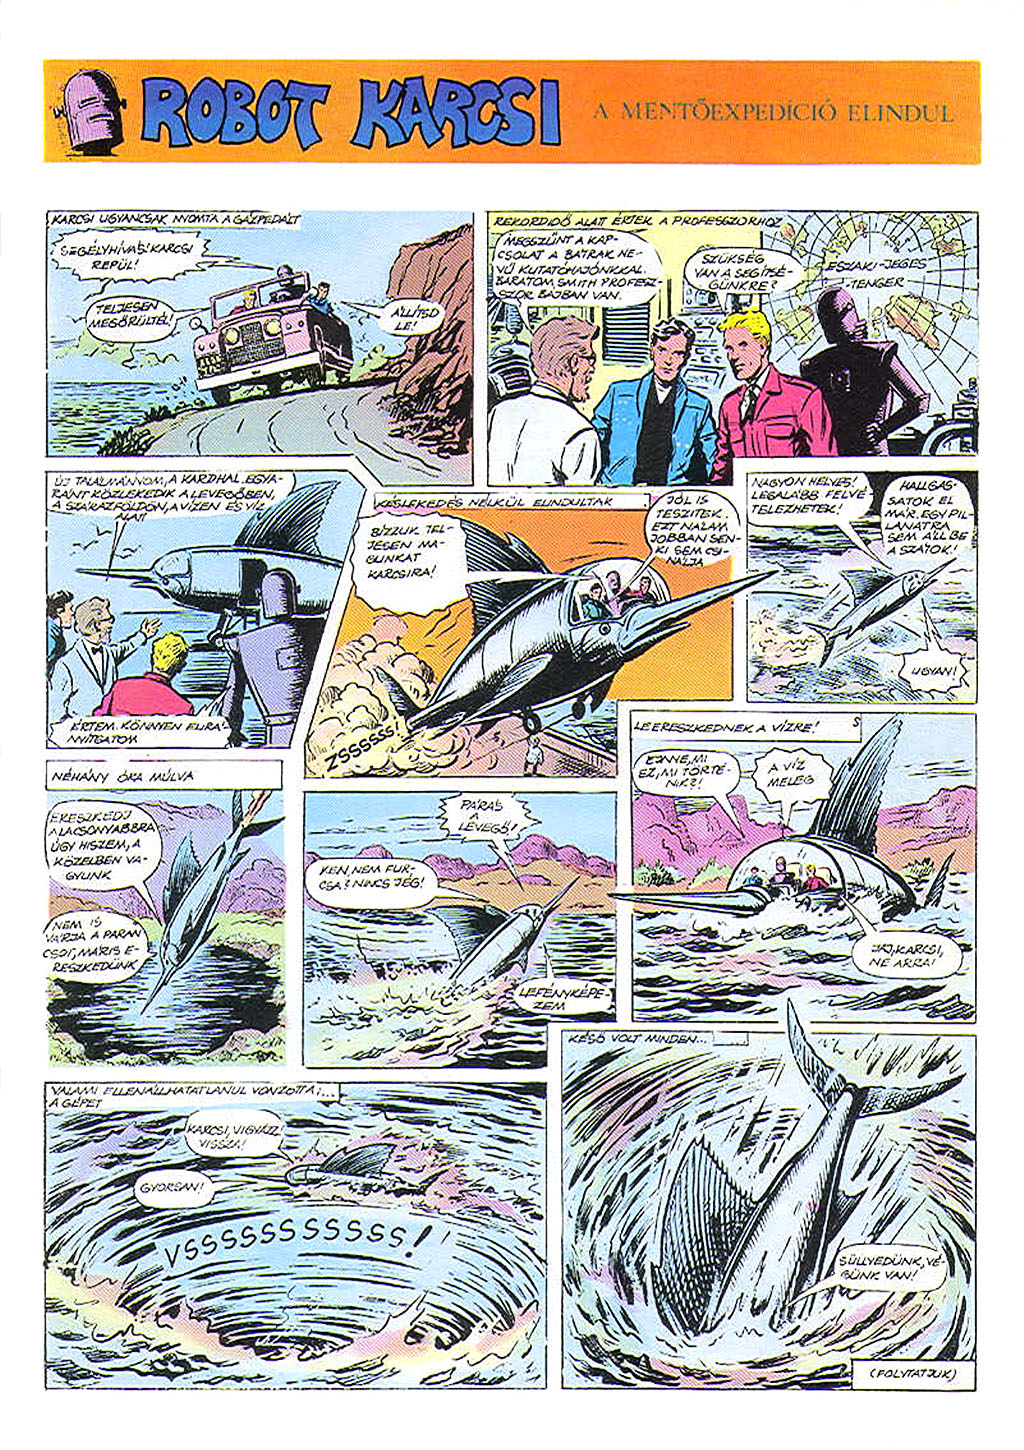 ROBOT KARCSI
A MENTŐEXPEDÍCIÓ ELINDUL
KARCSI UGYANCSAK NYOMTA A GÁZPEDÁLT
SEGÉLYHÍVÁS! KARCSI
REPÜL!
TELJESEN
MEGŐRÜLTÉL!
ÁLLÍTSD
LE!
REKORDIDŐ ALATT ÉRTEK A PROFESSZORHOZ
MEGSZŰNT A KAP-
CSOLAT A BÁTRAK NE-
VŰ KUTATÓHAJÓNKKAL.
BARÁTOM, SMITH PROFESZ-
SZOR BAJBAN VAN.
SZÜKSÉG
VAN A SEGÍTSÉ-
GÜNKRE?
ÉSZAKI-JEGES
TENGER
ÚJ TALÁLMÁNYOM, A KARDHAL. EGYA-
RÁNT KÖZLEKEDIK A LEVEGŐBEN,
A SZÁRAZFÖLDÖN, A VÍZEN ÉS VÍZ
ALATT
ÉRTEM. KÖNNYEN ELIRÁ-
NYÍTGATOM
KÉSLEKEDÉS NÉLKÜL ELINDULTAK
BÍZZUK TEL-
JESEN MA-
GUNKAT
KARCSIRA!
JÓL IS
TESZITEK.
EZT NÁLAM
JOBBAN SEN-
KI SEM CSI-
NÁLJA
ZSSSSSS!
NAGYON HELYES!
LEGALÁBB FELVÉ-
TELEZHETEK!
HALLGAS-
SATOK EL
MÁR. EGY PIL-
LANATRA
SEM ÁLL BE
A SZÁTOK!
UGYAN!
NÉHÁNY ÓRA MÚLVA
ERESZKEDJ
ALACSONYABBRA
ÚGY HISZEM, A
KÖZELBEN VA-
GYUNK
NEM IS
VÁRJA A PARAN
CSOT, MÁRIS E-
RESZKEDÜNK
PÁRÁS
A
LEVEGŐ!
KEN, NEM FUR-
CSA? NINCS JÉG!
LEFÉNYKÉPE-
ZEM
LEERESZKEDNEK A VÍZRE!
S
EJNYE, MI
EZ, MI TÖRTÉ-
NIK?!
A VÍZ
MELEG
JAJ, KARCSI,
NE ARRA!
VALAMI ELLENÁLLHATATLANUL VONZOTTA...
A GÉPET
KARCSI, VIGYÁZZ!
VISSZA!
GYORSAN!
VSSSSSSSSSSS!
KÉSŐ VOLT MINDEN...
SÜLLYEDÜNK, VÉ-
GÜNK VAN!
(FOLYTATJUK)